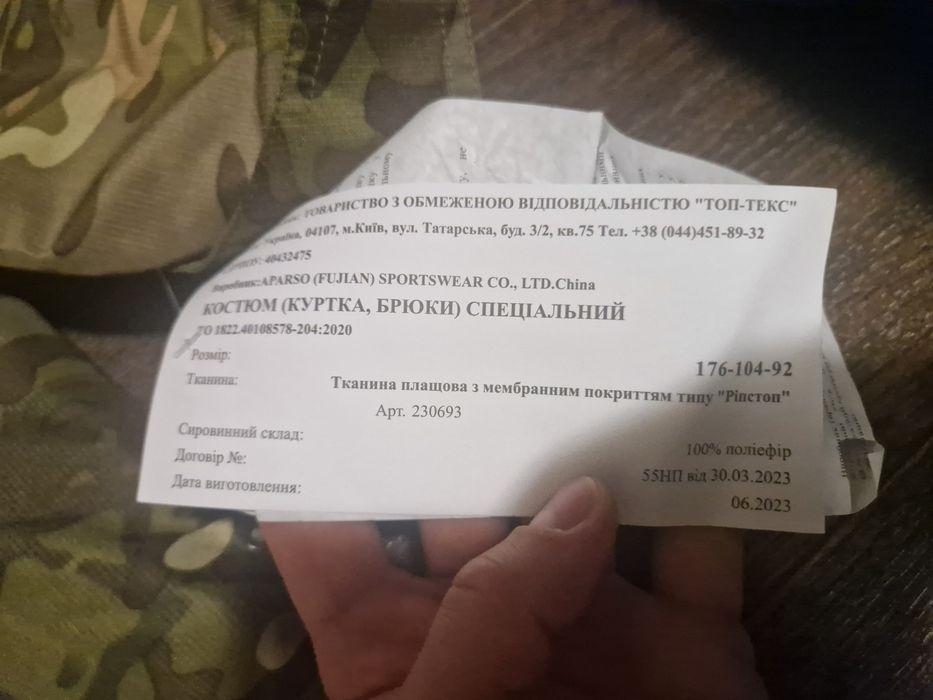 ТОВАРИСТВО З ОБМЕЖЕНОЮ ВІДПОВІДАЛЬНІСТЮ "ТОП-ТЕКС"
Україна, 04107, м.Київ, вул. Татарська, буд. 3/2, кв.75 Тел. +38 (044)451-89-32
40432475
Виробник:APARSO (FUJIAN) SPORTSWEAR CO., LTD.China
КОСТЮМ (КУРТКА, БРЮКИ) СПЕЦІАЛЬНИЙ
ТО 1822.40108578-204:2020
Розмір: 176-104-92
Тканина: Тканина плащова з мембранним покриттям типу "Ріпстоп"
Арт. 230693
Сировинний склад: 100% поліефір
Договір №: 55НП від 30.03.2023
Дата виготовлення: 06.2023